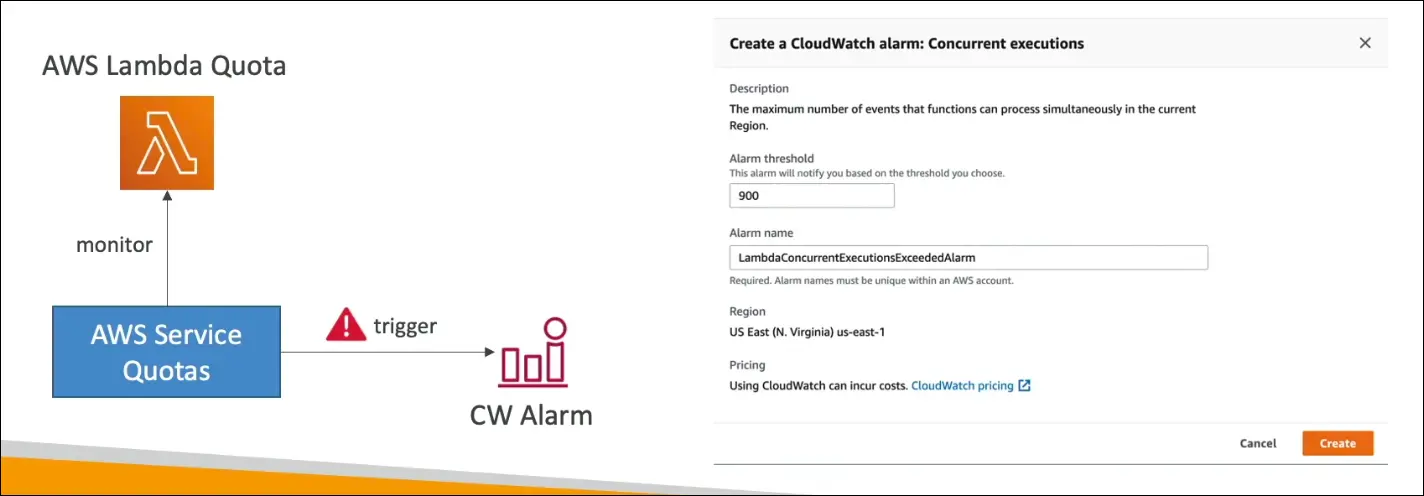 AWS Lambda Quota
monitor
AWS Service
Quotas
trigger
CW Alarm
Create a CloudWatch alarm: Concurrent executions
Description
The maximum number of events that functions can process simultaneously in the current
Region.
Alarm threshold
This alarm will notify you based on the threshold you choose.
900
Alarm name
LambdaConcurrentExecutionsExceededAlarm
Required. Alarm names must be unique within an AWS account.
Region
US East (N. Virginia) us-east-1
Pricing
Using CloudWatch can incur costs. CloudWatch pricing
Cancel Create